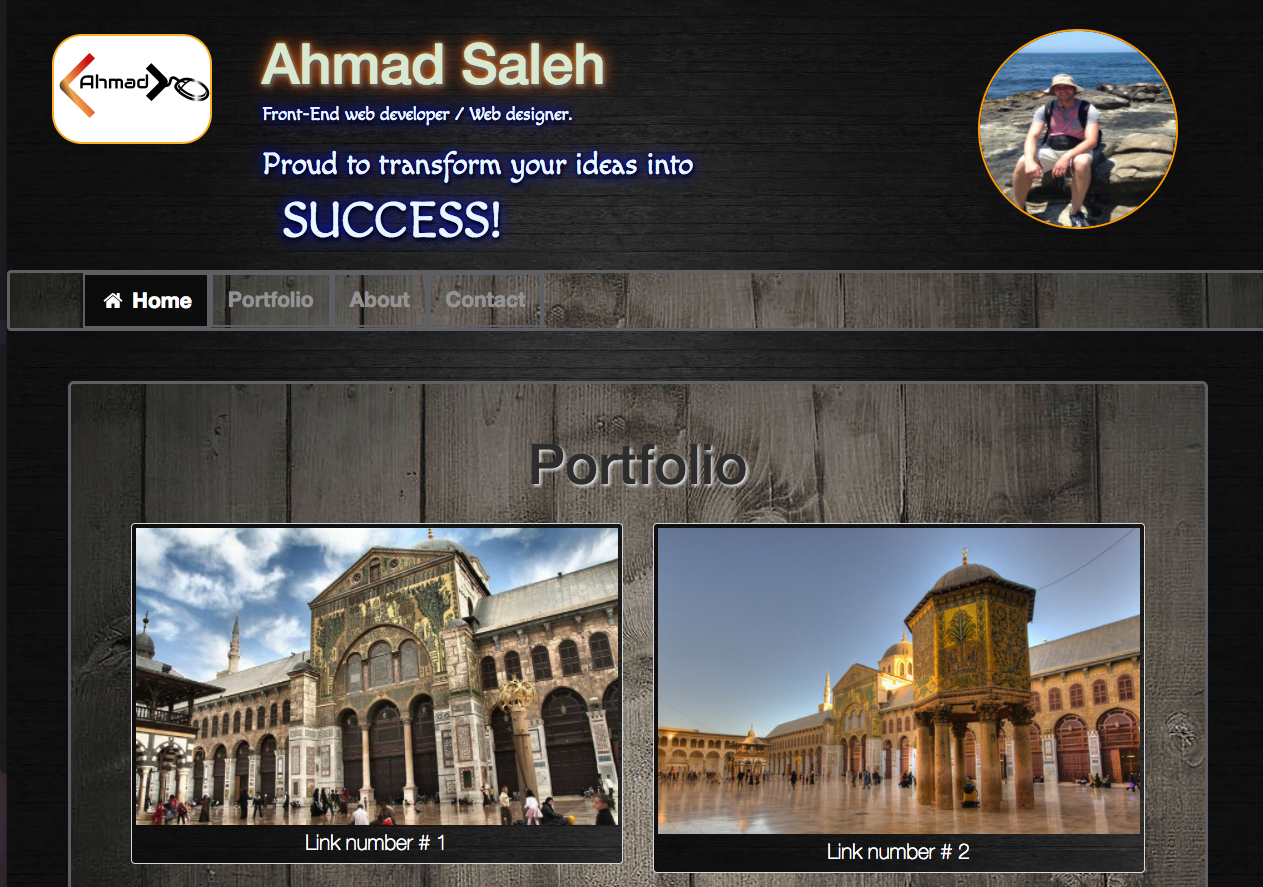 Ahmad
Ahmad Saleh
Front-End web developer / Web designer.
Proud to transform your ideas into
SUCCESS!
Home Portfolio About Contact
Portfolio
Link number # 1
Link number # 2